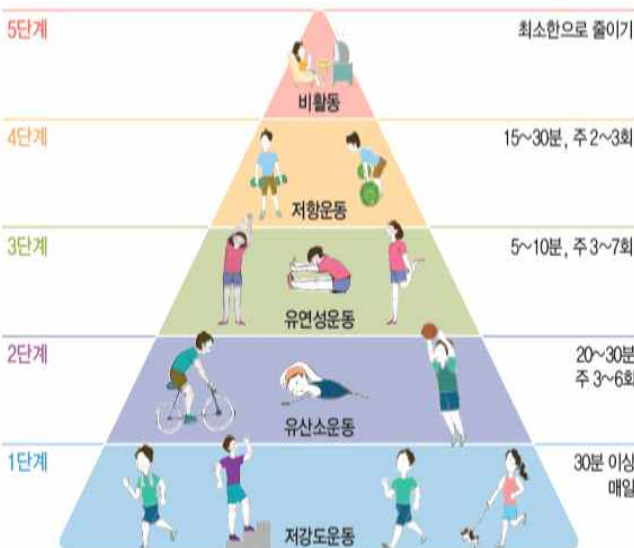 5단계
최소한으로 줄이기
비활동
4단계
15~30분, 주 2~3회
저항운동
3단계
5~10분, 주 3~7회
유연성운동
2단계
20~30분
주 3~6회
유산소운동
1단계
30분 이상
매일
저강도운동